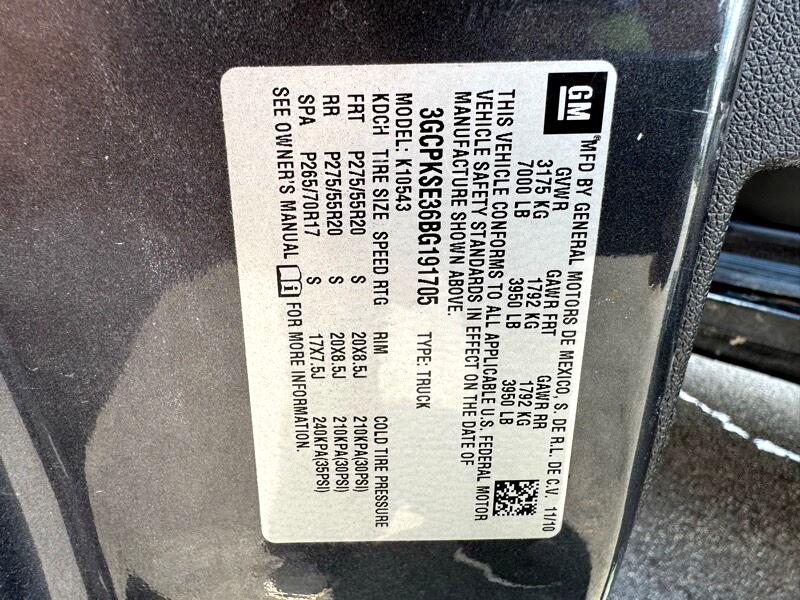 GM
®MFD BY GENERAL MOTORS DE MEXICO, S. DE R.L. DE C.V. 11/10
GVWR GAWR FRT GAWR RR
3175 KG 1792 KG 1792 KG
7000 LB 3950 LB 3950 LB
THIS VEHICLE CONFORMS TO ALL APPLICABLE U.S. FEDERAL MOTOR
VEHICLE SAFETY STANDARDS IN EFFECT ON THE DATE OF
MANUFACTURE SHOWN ABOVE.
3GCPKSE36BG191705 TYPE: TRUCK
MODEL: K10543
KDCH TIRE SIZE SPEED RTG RIM COLD TIRE PRESSURE
FRT P275/55R20 S 20X8.5J 210KPA(30PSI)
RR P275/55R20 S 20X8.5J 210KPA(30PSI)
SPA P265/70R17 S 17X7.5J 240KPA(35PSI)
SEE OWNER'S MANUAL i FOR MORE INFORMATION.